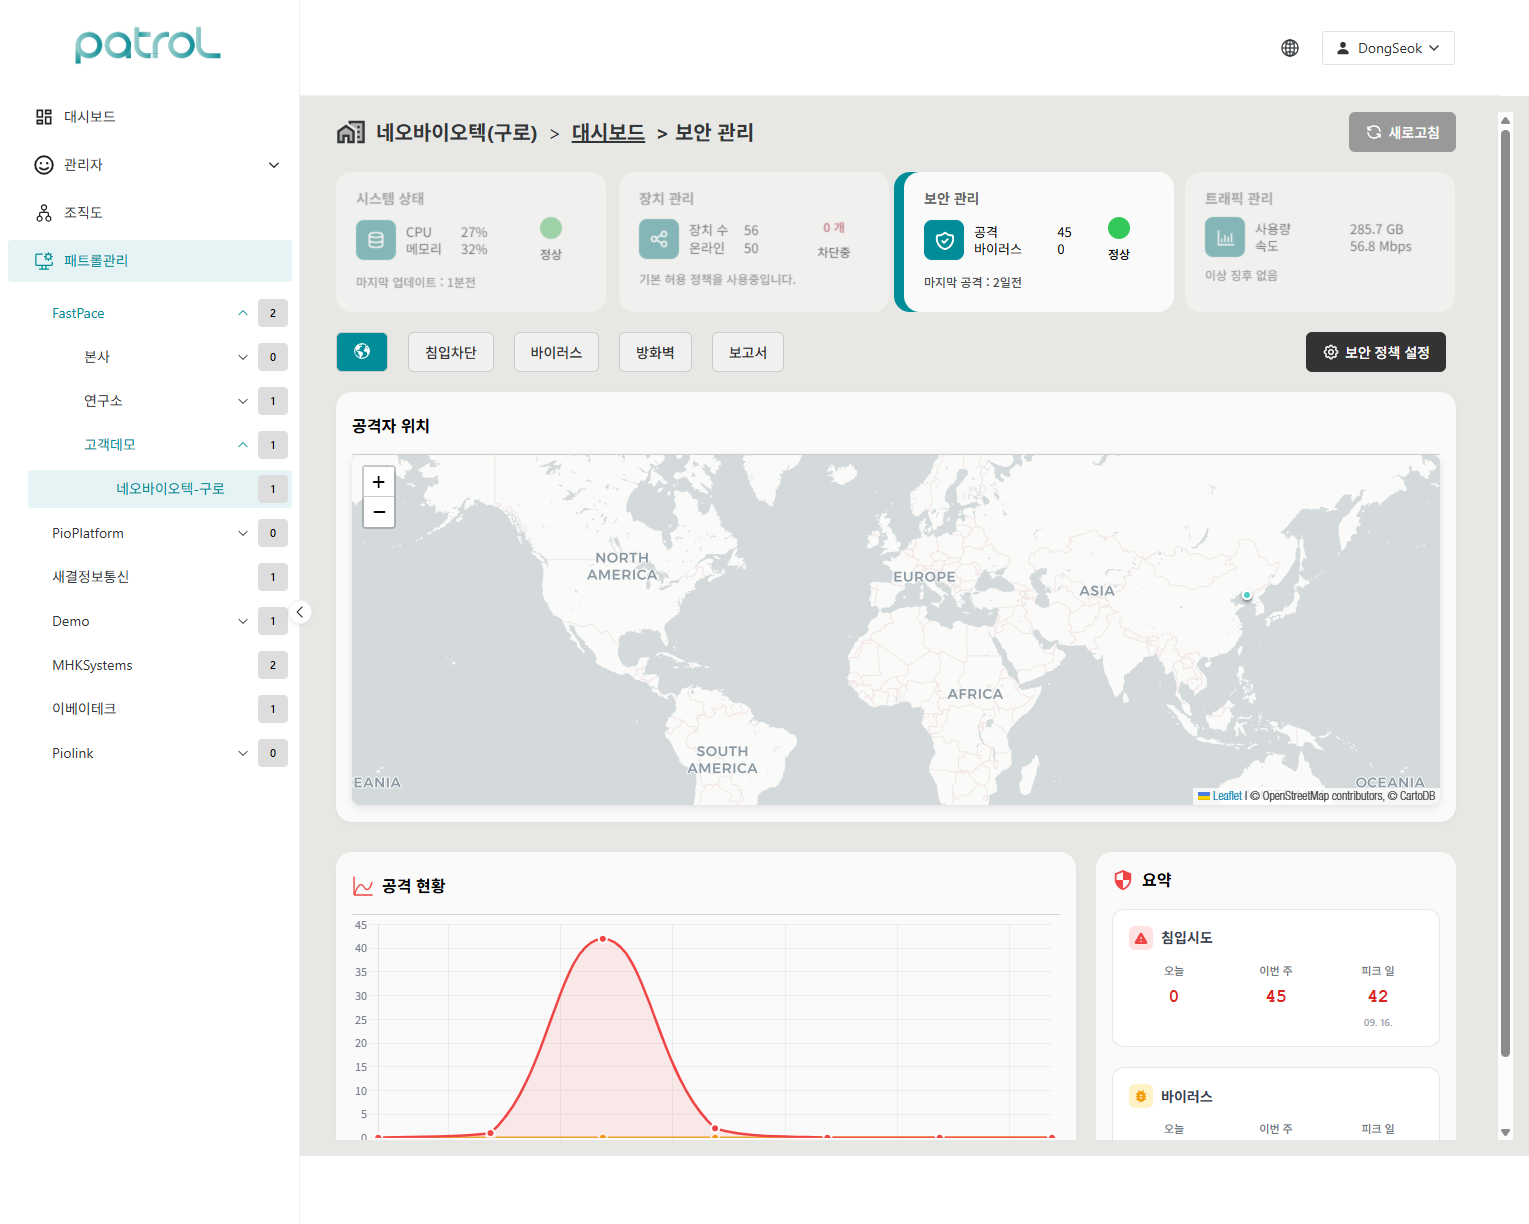 patrol
DongSeok
대시보드
관리자
조직도
패트롤관리
FastPace 2
본사 0
연구소 1
고객데모 1
네오바이오텍-구로 1
PioPlatform 0
새결정보통신 1
Demo 1
MHKSystems 2
이베이테크 1
Piolink 0
네오바이오텍(구로) > 대시보드 > 보안 관리
새로고침
시스템 상태
CPU 27%
메모리 32%
정상
마지막 업데이트 : 1분전
장치 관리
장치 수 56
온라인 50
0 개
차단중
기본 허용 정책을 사용중입니다.
보안 관리
공격 45
바이러스 0
정상
마지막 공격 : 2일전
트래픽 관리
사용량 285.7 GB
속도 56.8 Mbps
이상 징후 없음
침입차단
바이러스
방화벽
보고서
보안 정책 설정
공격자 위치
+
−
NORTH
AMERICA
EUROPE
ASIA
AFRICA
SOUTH
AMERICA
EANIA
OCEANIA
Leaflet | © OpenStreetMap contributors, © CartoDB
공격 현황
45
40
35
30
25
20
15
10
5
0
요약
침입시도
오늘 이번 주 피크 일
0 45 42
09. 16.
바이러스
오늘 이번 주 피크 일